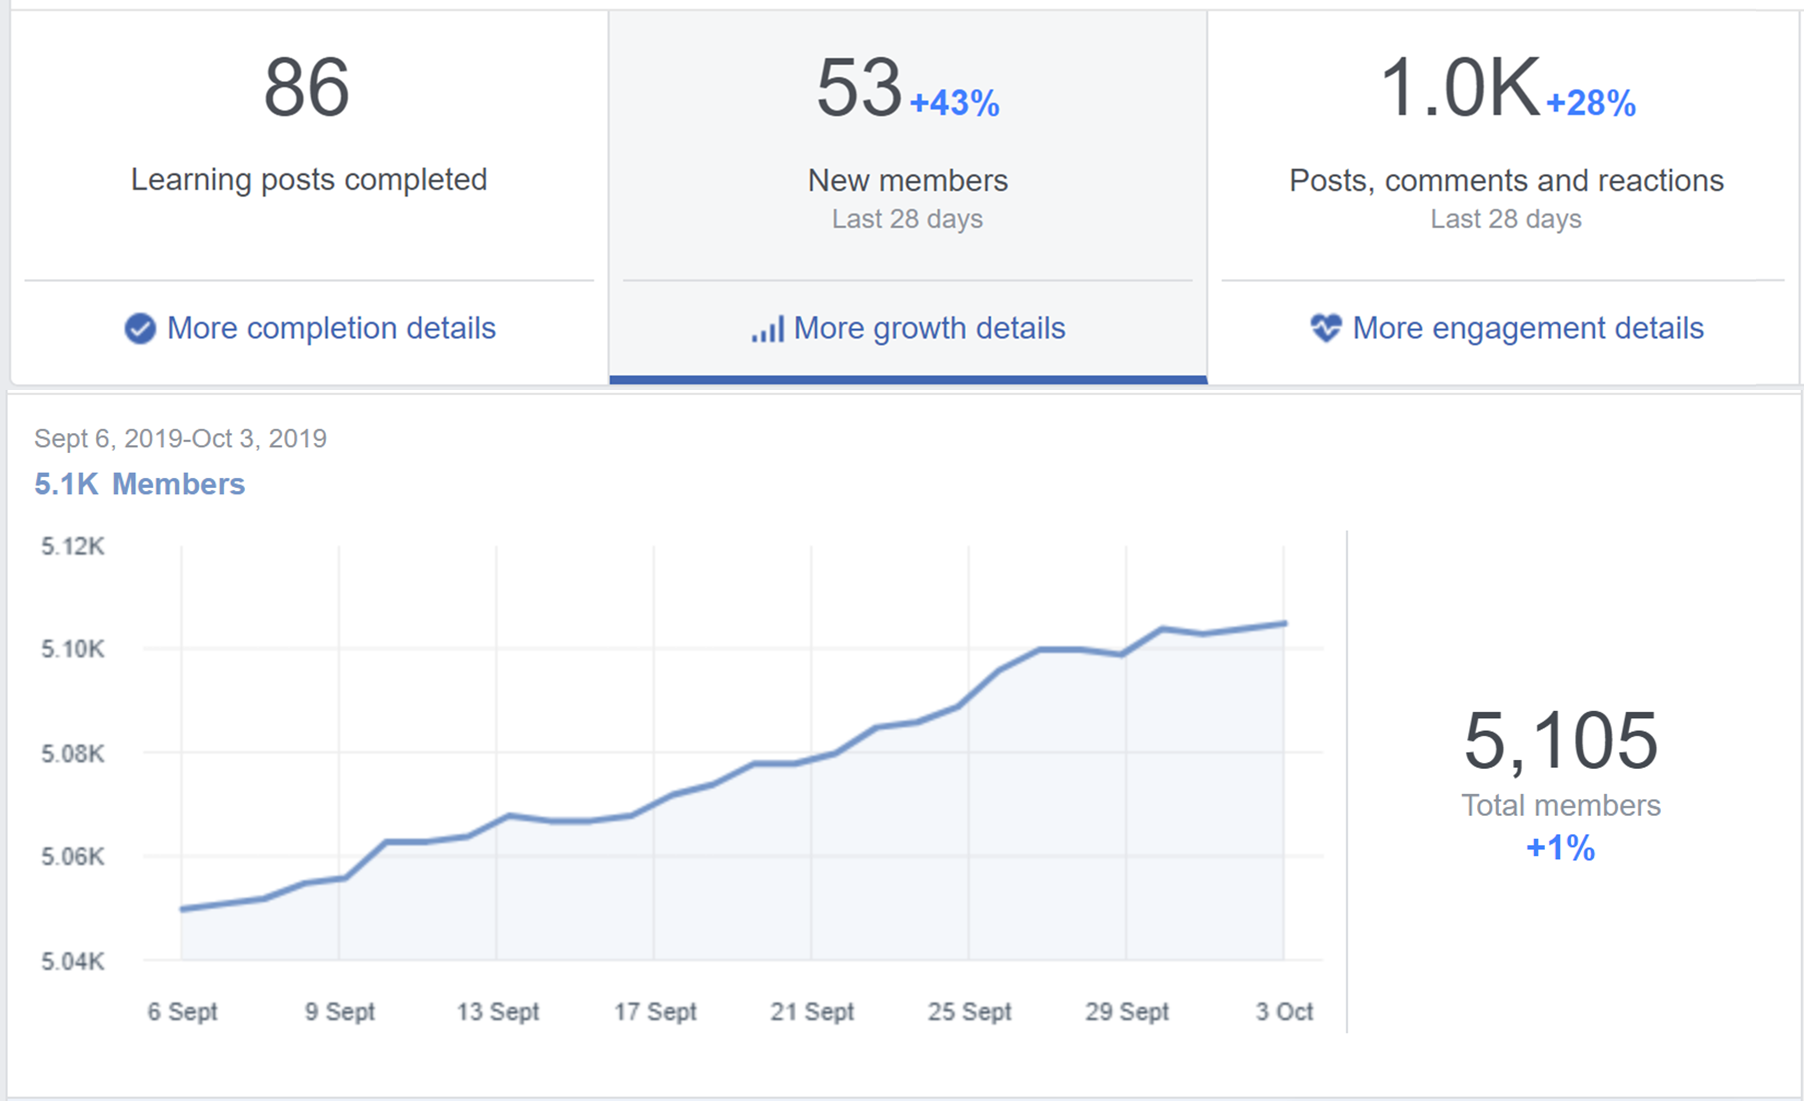 86
Learning posts completed
More completion details
53 +43%
New members
Last 28 days
More growth details
1.0K +28%
Posts, comments and reactions
Last 28 days
More engagement details
Sept 6, 2019-Oct 3, 2019
5.1K Members
5.12K
5.10K
5.08K
5.06K
5.04K
6 Sept 9 Sept 13 Sept 17 Sept 21 Sept 25 Sept 29 Sept 3 Oct
5,105
Total members
+1%